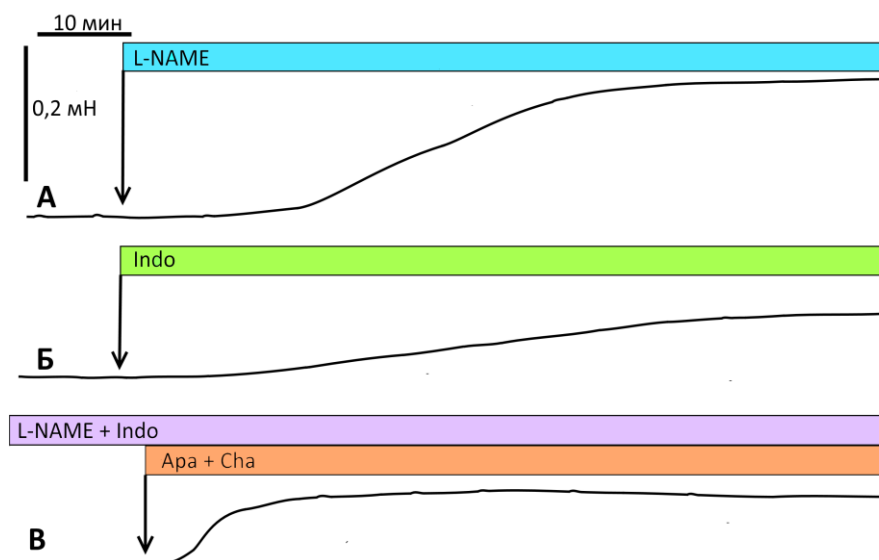 10 мин
L-NAME
0,2 мН
А
Indo
Б
L-NAME + Indo
Apa + Cha
В